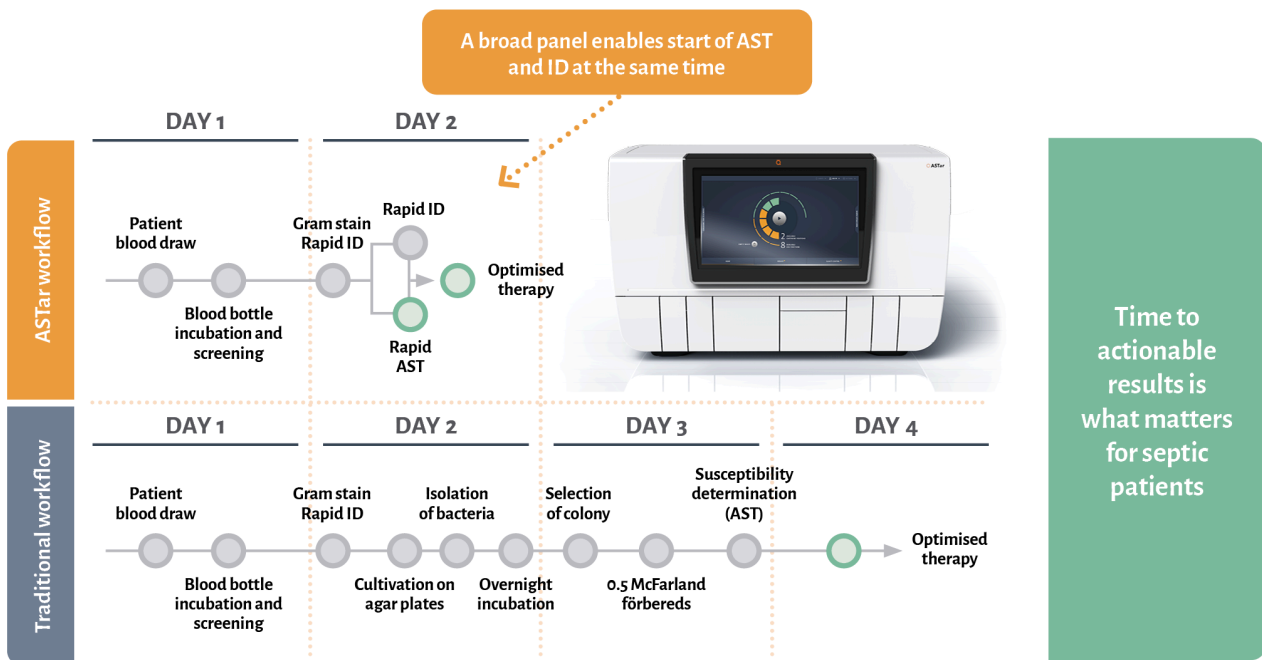 A broad panel enables start of AST
and ID at the same time
DAY 1
DAY 2
ASTar workflow
Patient
blood draw
Blood bottle
incubation and
screening
Gram stain
Rapid ID
Rapid ID
Rapid
AST
Optimised
therapy
ASTar
2
8
Time to
actionable
results is
what matters
for septic
patients
DAY 1
DAY 2
DAY 3
DAY 4
Traditional workflow
Patient
blood draw
Blood bottle
incubation and
screening
Gram stain
Rapid ID
Cultivation on
agar plates
Isolation
of bacteria
Overnight
incubation
Selection
of colony
0.5 McFarland
förbereds
Susceptibility
determination
(AST)
Optimised
therapy